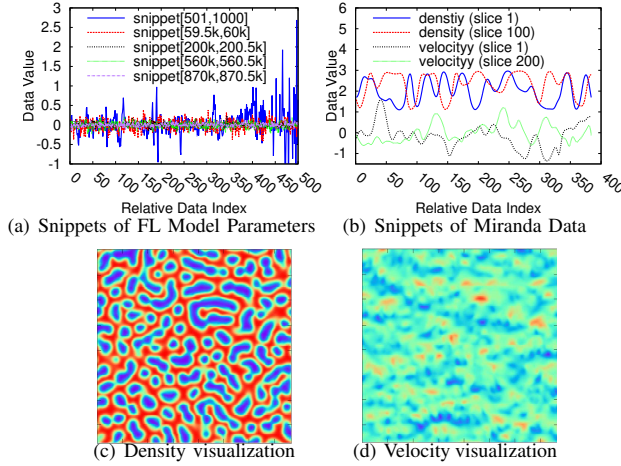 snippet[501,1000]
snippet[59.5k,60k]
snippet[200k,200.5k]
snippet[560k,560.5k]
snippet[870k,870.5k]
Data Value
3
2.5
2
1.5
1
0.5
0
-0.5
-1
0
50
100
150
200
250
300
350
400
450
500
Relative Data Index
(a) Snippets of FL Model Parameters
denstiy (slice 1)
density (slice 100)
velocityy (slice 1)
velocityy (slice 200)
Data Value
6
5
4
3
2
1
0
-1
0
50
100
150
200
250
300
350
400
Relative Data Index
(b) Snippets of Miranda Data
(c) Density visualization
(d) Velocity visualization